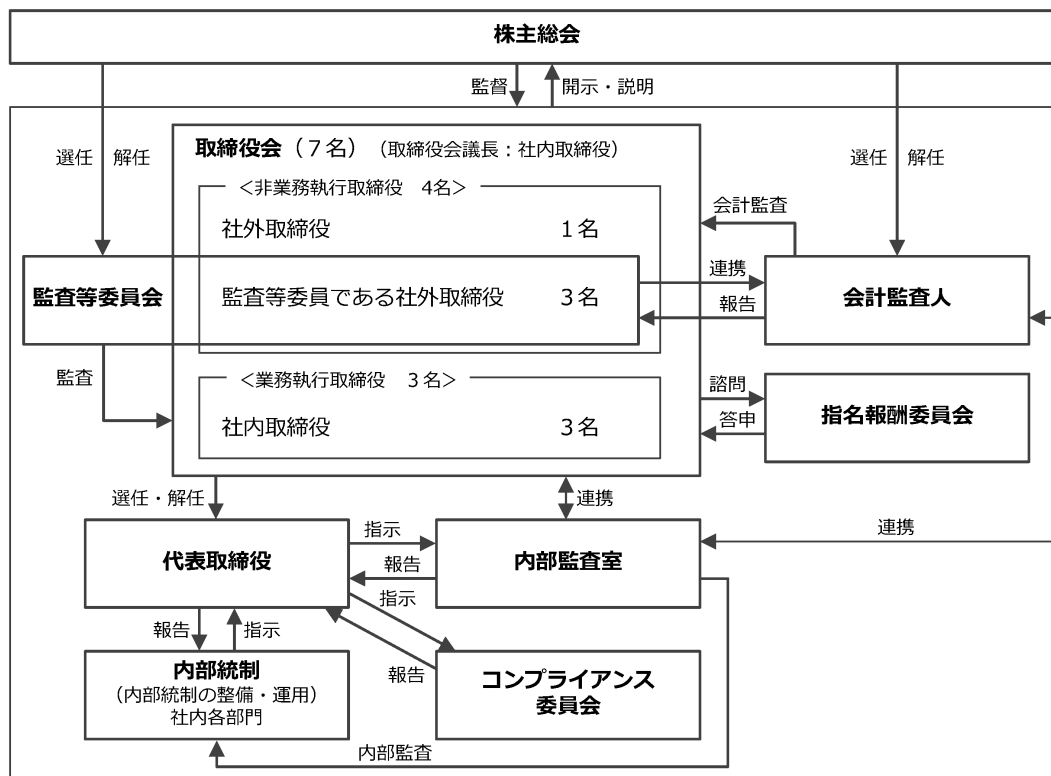 株主総会
監督
開示・説明
選任
解任
選任
解任
取締役会（７名）（取締役会議長：社内取締役）
＜非業務執行取締役　4名＞
社外取締役　１名
会計監査
監査等委員会
監査等委員である社外取締役　３名
連携
報告
会計監査人
監査
＜業務執行取締役　３名＞
社内取締役　３名
諮問
答申
指名報酬委員会
選任・解任
連携
代表取締役
指示
報告
内部監査室
連携
指示
報告
報告
指示
内部統制
（内部統制の整備・運用）
社内各部門
コンプライアンス
委員会
内部監査